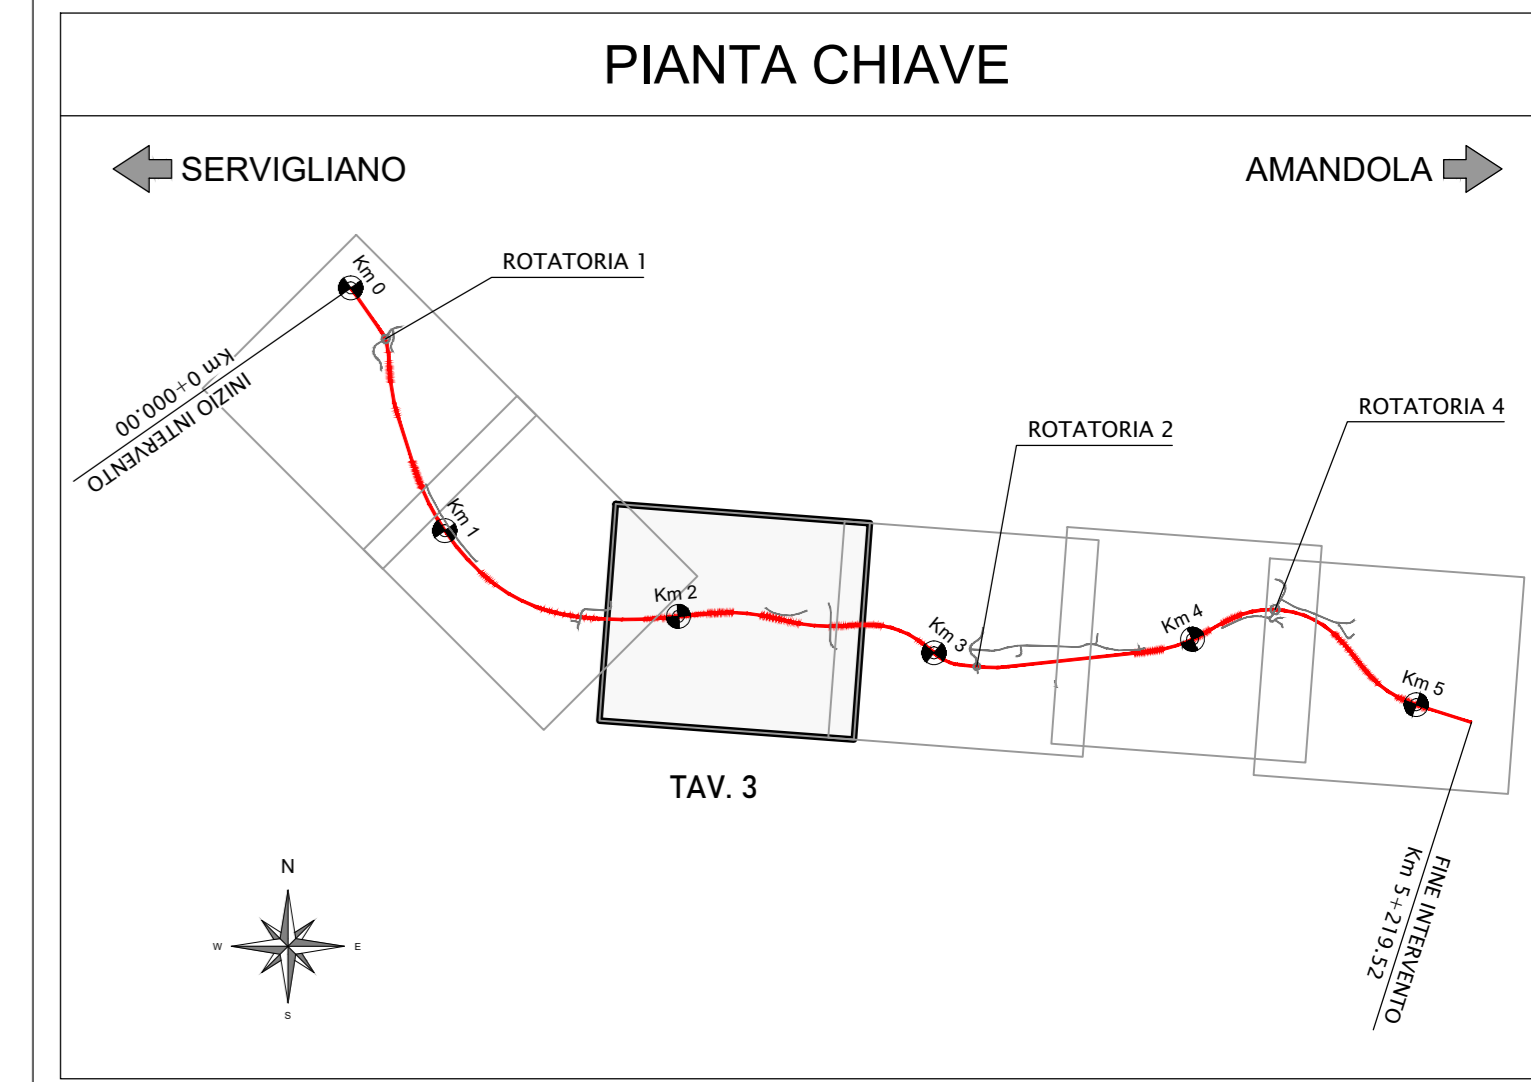 PIANTA CHIAVE
SERVIGLIANO
AMANDOLA
ROTATORIA 1
Km 0
Km 0+000.00
INIZIO INTERVENTO
ROTATORIA 4
ROTATORIA 2
Km 1
Km 2
Km 3
Km 4
Km 5
TAV. 3
FINE INTERVENTO
Km 5+219.52
N
W
E
S